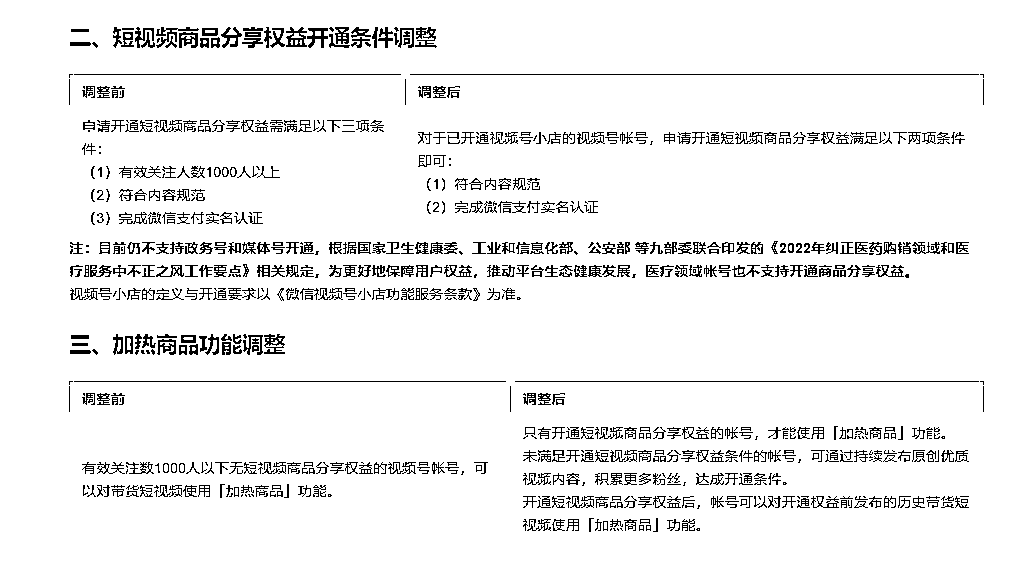 二、短视频商品分享权益开通条件调整
调整前
申请开通短视频商品分享权益需满足以下三项条
件：
（1）有效关注人数1000人以上
（2）符合内容规范
（3）完成微信支付实名认证
调整后
对于已开通视频号小店的视频号帐号，申请开通短视频商品分享权益满足以下两项条件
即可：
（1）符合内容规范
（2）完成微信支付实名认证
注：目前仍不支持政务号和媒体号开通，根据国家卫生健康委、工业和信息化部、公安部 等九部委联合印发的《2022年纠正医药购销领域和医
疗服务中不正之风工作要点》相关规定，为更好地保障用户权益，推动平台生态健康发展，医疗领域帐号也不支持开通商品分享权益。
视频号小店的定义与开通要求以《微信视频号小店功能服务条款》为准。
三、加热商品功能调整
调整前
有效关注数1000人以下无短视频商品分享权益的视频号帐号，可
以对带货短视频使用「加热商品」功能。
调整后
只有开通短视频商品分享权益的帐号，才能使用「加热商品」功能。
未满足开通短视频商品分享权益条件的帐号，可通过持续发布原创优质
视频内容，积累更多粉丝，达成开通条件。
开通短视频商品分享权益后，帐号可以对开通权益前发布的历史带货短
视频使用「加热商品」功能。